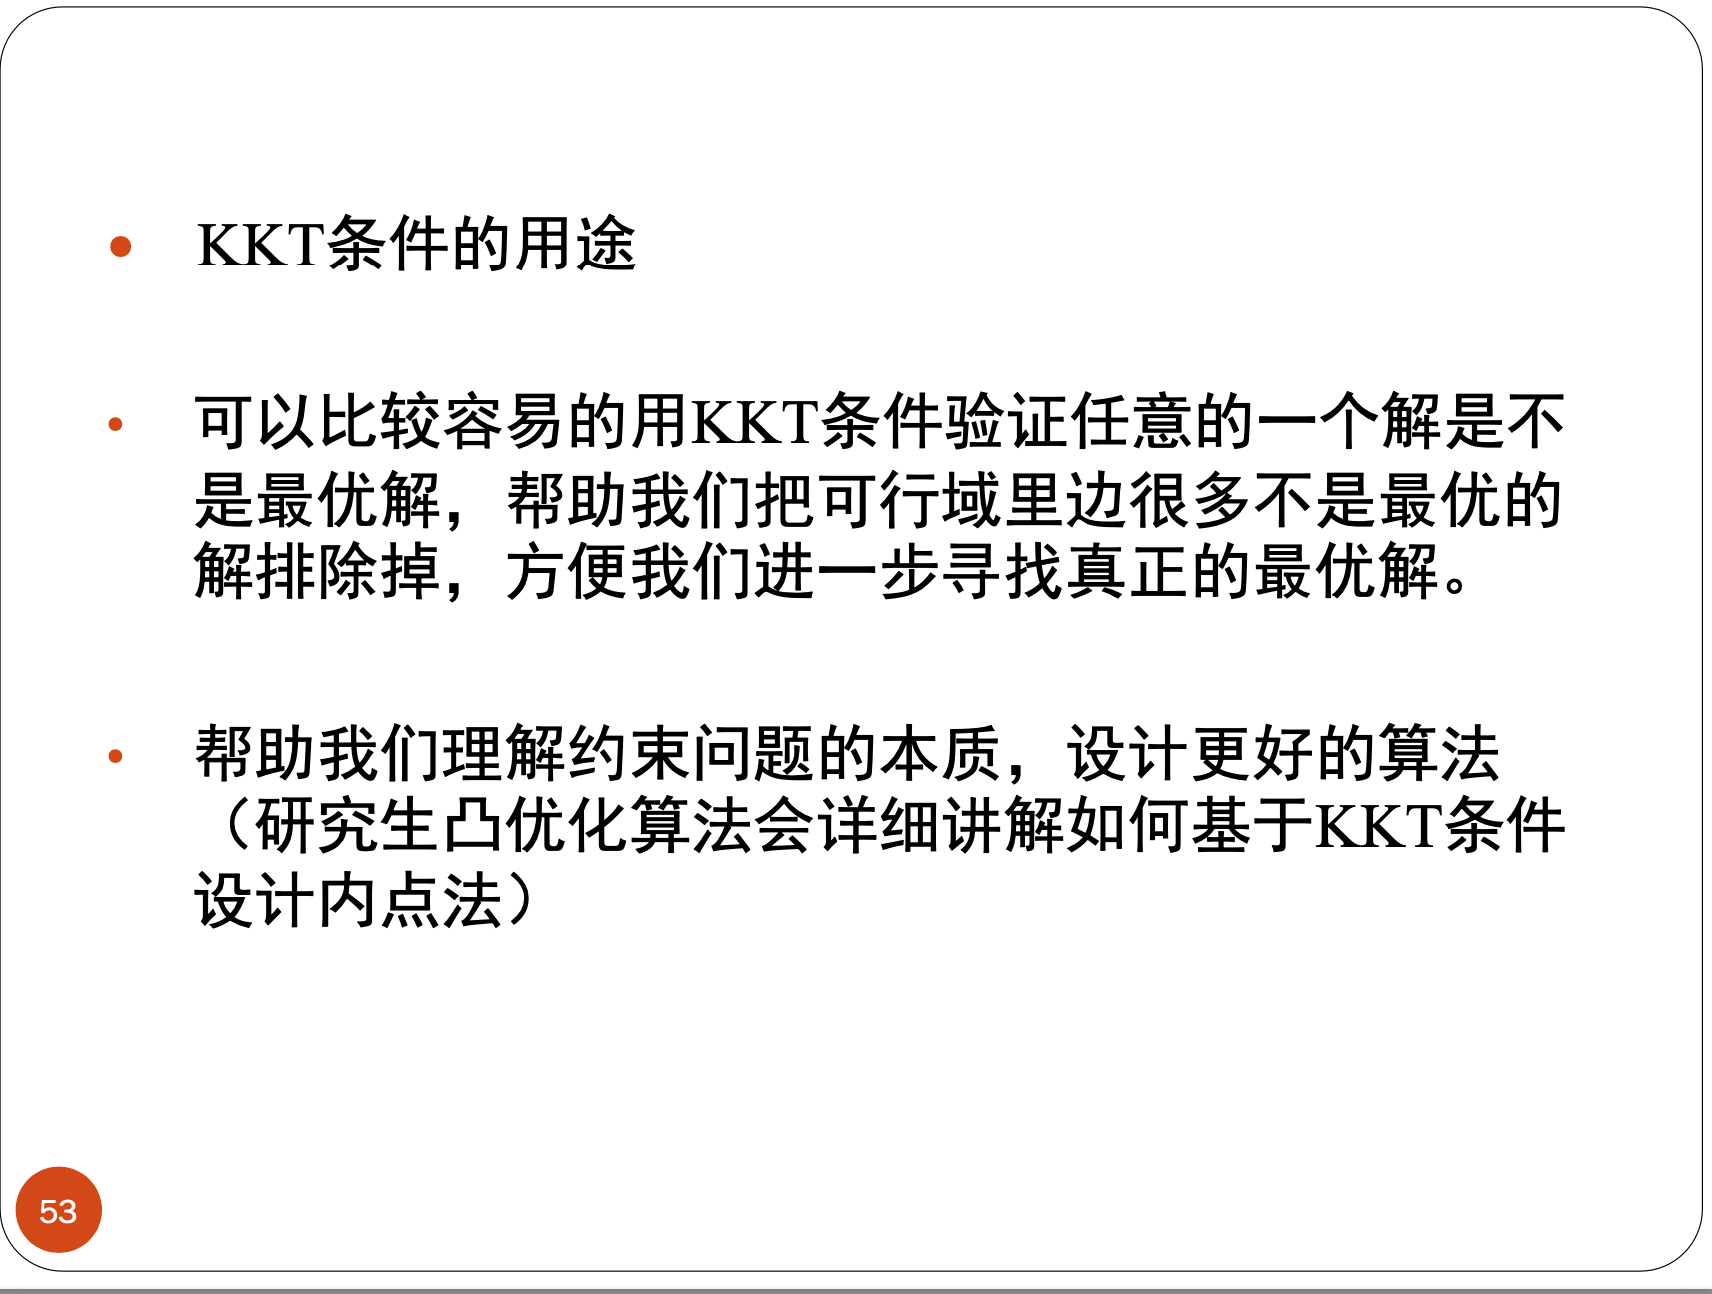 • KKT条件的用途
• 可以比较容易的用KKT条件验证任意的一个解是不
是最优解，帮助我们把可行域里边很多不是最优的
解排除掉，方便我们进一步寻找真正的最优解。
• 帮助我们理解约束问题的本质，设计更好的算法
（研究生凸优化算法会详细讲解如何基于KKT条件
设计内点法）
53